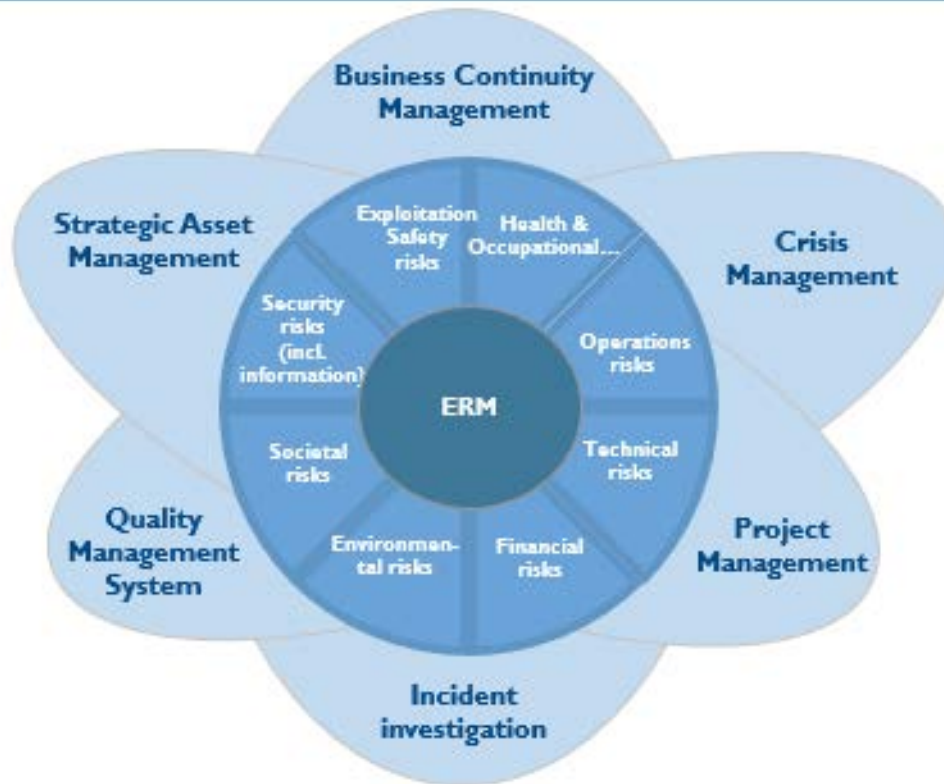 Business Continuity
Management
Strategic Asset
Management
Crisis
Management
Exploitation
Safety
risks
Health &
Occupational...
Security
risks
(incl.
information)
Operations
risks
ERM
Societal
risks
Technical
risks
Environmen-
tal risks
Financial
risks
Quality
Management
System
Project
Management
Incident
investigation